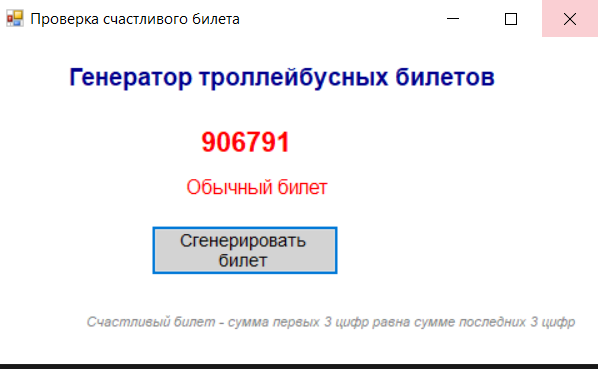 Проверка счастливого билета
Генератор троллейбусных билетов
906791
Обычный билет
Сгенерировать
билет
Счастливый билет - сумма первых 3 цифр равна сумме последних 3 цифр